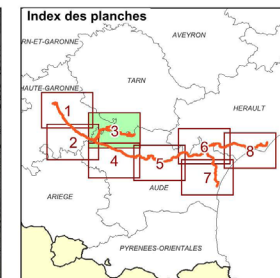 Index des planches
RN-ET-GARONNE
AVEYRON
TARN
HAUTE-GARONNE
HERAULT
1
2
3
4
5
6
7
8
AUDE
ARIEGE
PYRENEES-ORIENTALES